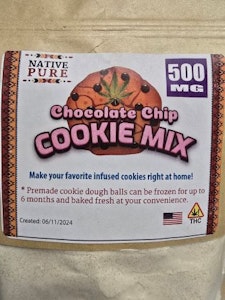 NATIVE
PURE
500
MG
Chocolate Chip
COOKIE MIX
Make your favorite infused cookies right at home!
* Premade cookie dough balls can be frozen for up to
6 months and baked fresh at your convenience.
Created: 06/11/2024
THC